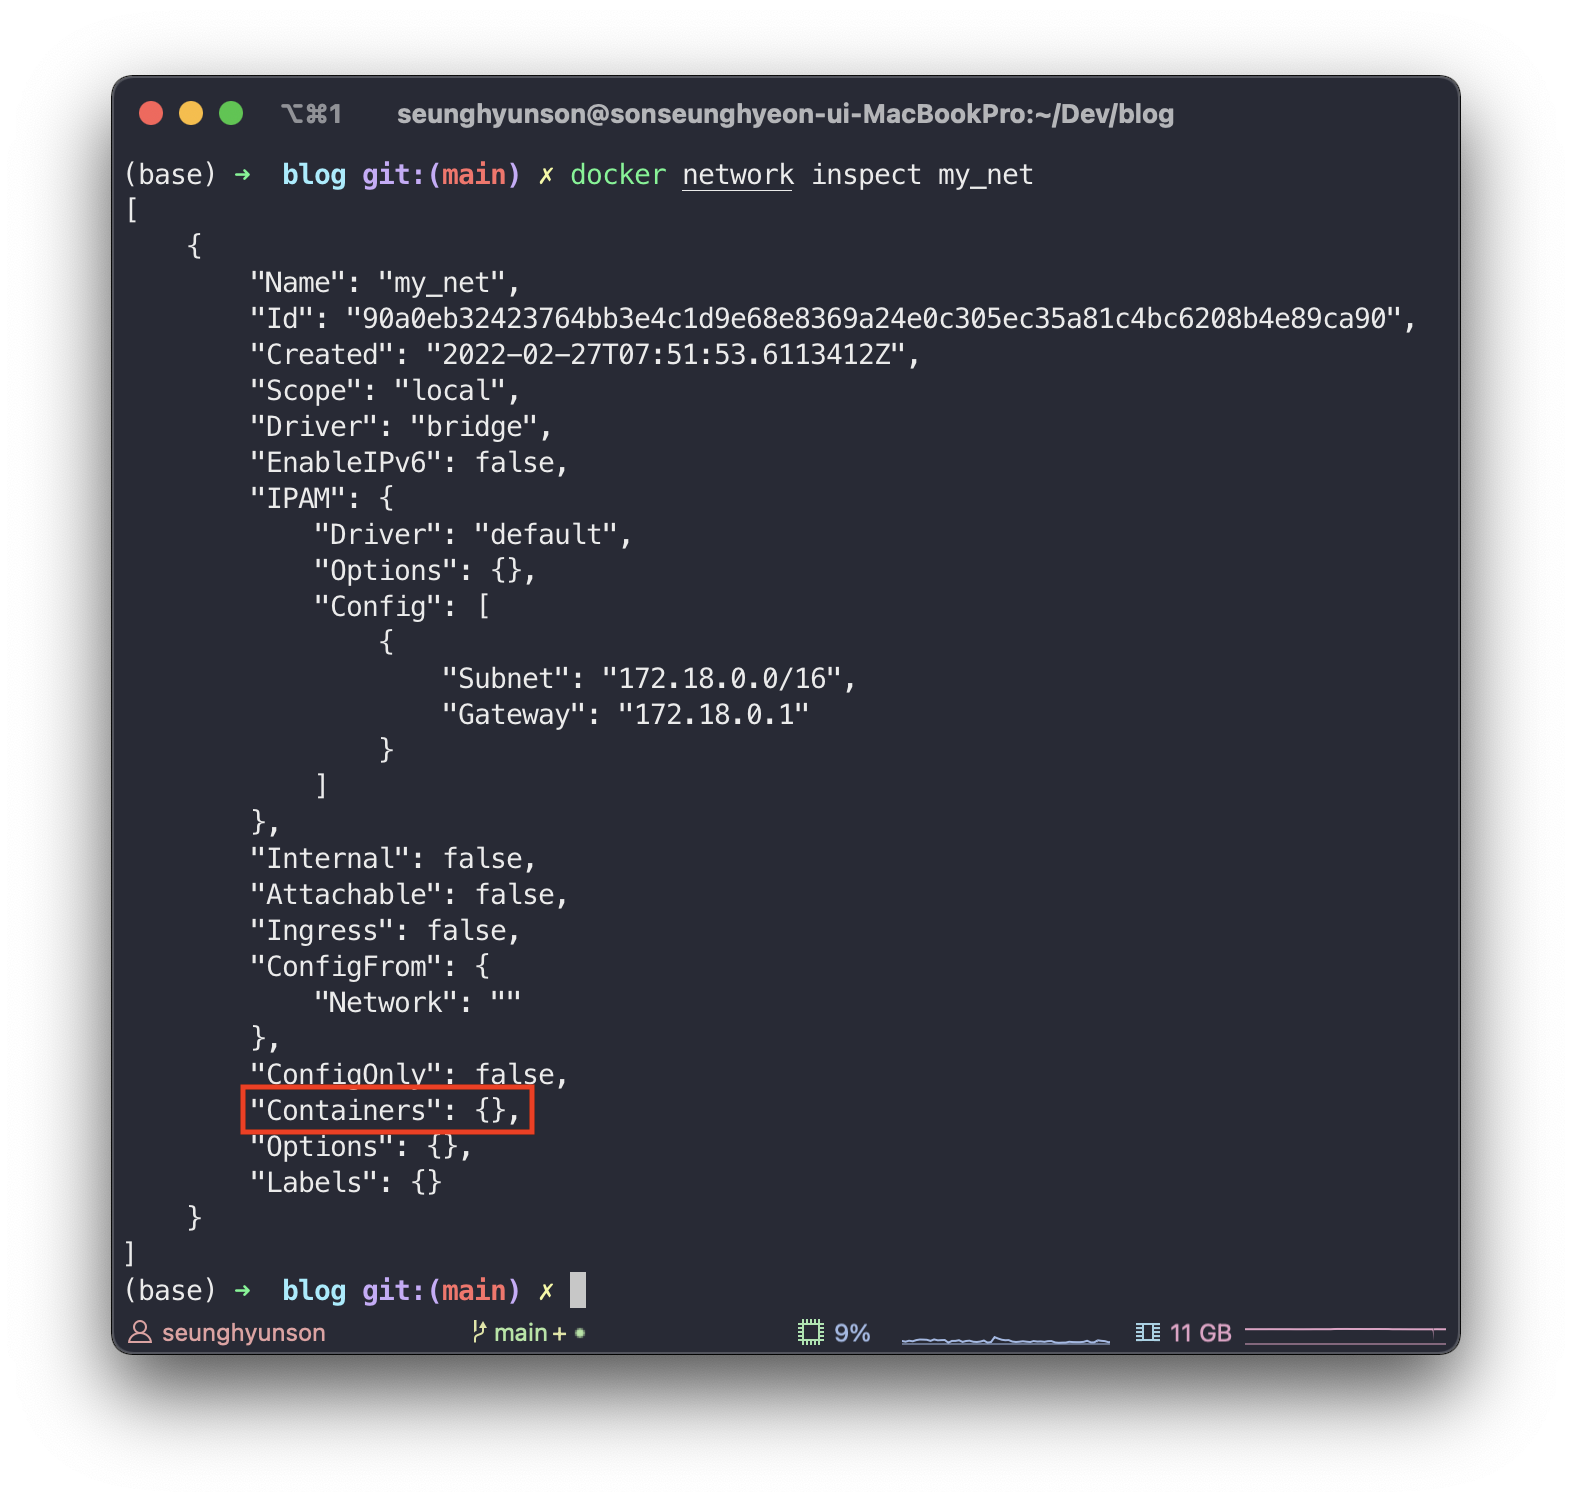 ⌥⌘1 seunghyunson@sonseunghyeon-ui-MacBookPro:~/Dev/blog
(base) ➜ blog git:(main) ✗ docker network inspect my_net
[
    {
        "Name": "my_net",
        "Id": "90a0eb32423764bb3e4c1d9e68e8369a24e0c305ec35a81c4bc6208b4e89ca90",
        "Created": "2022-02-27T07:51:53.6113412Z",
        "Scope": "local",
        "Driver": "bridge",
        "EnableIPv6": false,
        "IPAM": {
            "Driver": "default",
            "Options": {},
            "Config": [
                {
                    "Subnet": "172.18.0.0/16",
                    "Gateway": "172.18.0.1"
                }
            ]
        },
        "Internal": false,
        "Attachable": false,
        "Ingress": false,
        "ConfigFrom": {
            "Network": ""
        },
        "ConfigOnly": false,
        "Containers": {},
        "Options": {},
        "Labels": {}
    }
]
(base) ➜ blog git:(main) ✗
seunghyunson main+● 9% 11 GB